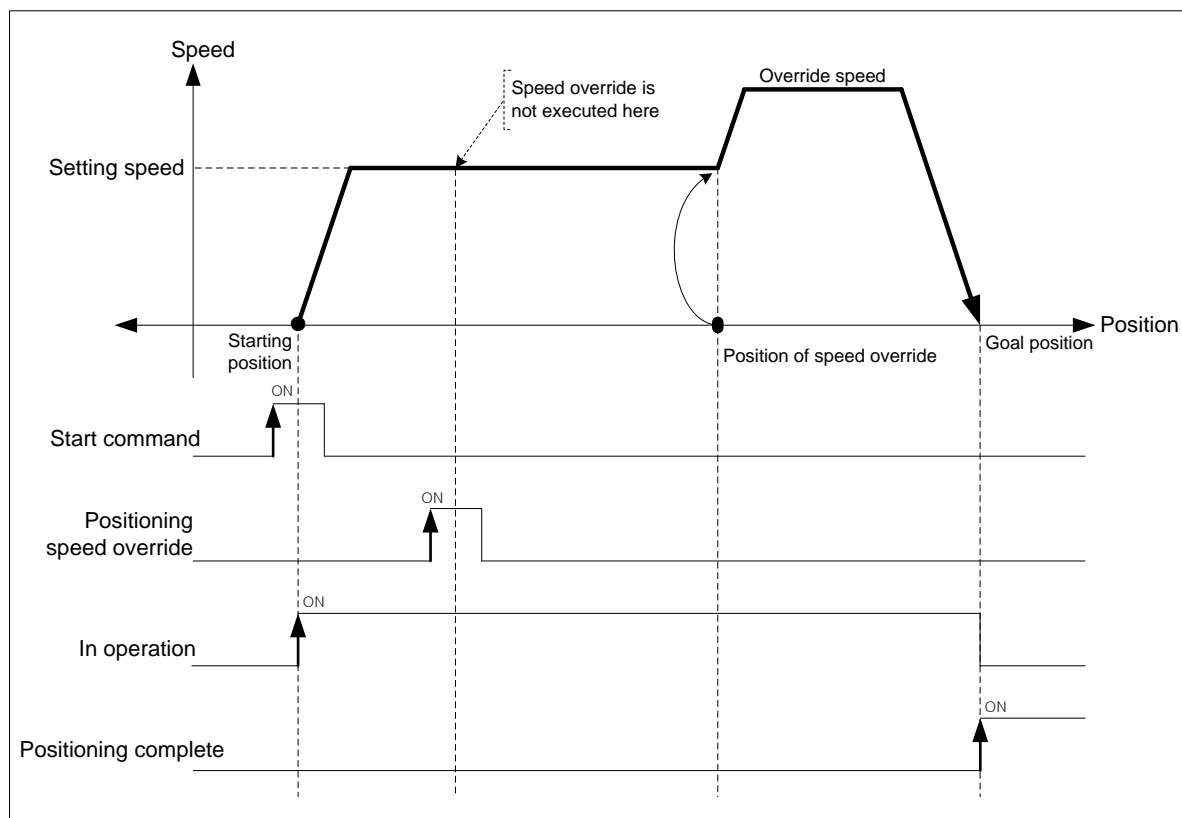 Speed
Speed override is
not executed here
Override speed
Setting speed
Position
Starting
position
Position of speed override
Goal position
ON
Start command
ON
Positioning
speed override
ON
In operation
ON
Positioning complete